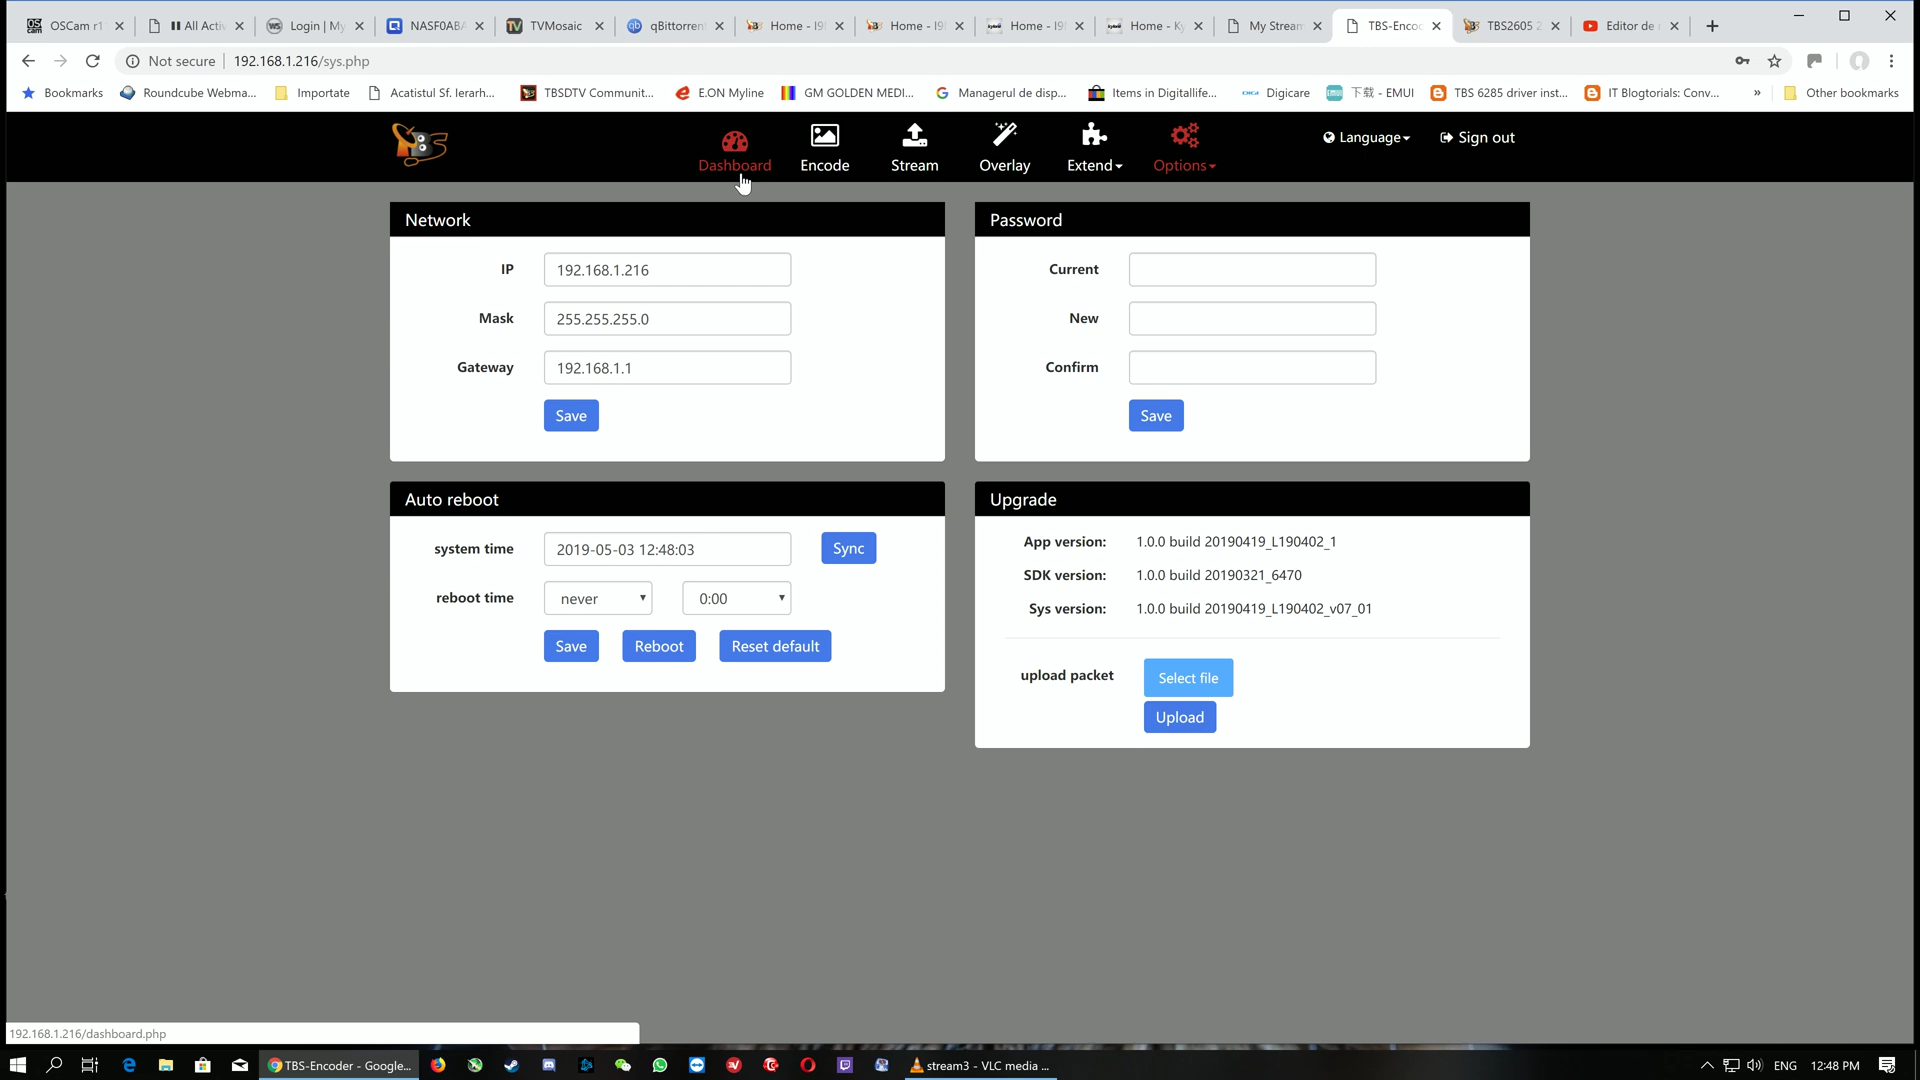 OSCam r1
All Activ
Login | My
NASF0ABA
TVMosaic
qBittorren
Home - I9
Home - I9
Home - I9
Home - Ky
My Stream
TBS-Enco
TBS2605 2
Editor de
Not secure
192.168.1.216/sys.php
Bookmarks
Roundcube Webma...
Importate
Acatistul Sf. Ierarh...
TBSDTV Communit...
E.ON Myline
GM GOLDEN MEDI...
Managerul de disp...
Items in Digitallife...
Digicare
下载 - EMUI
TBS 6285 driver inst...
IT Blogtorials: Conv...
»
Other bookmarks
Dashboard
Encode
Stream
Overlay
Extend
Options
Language
Sign out
Network
IP 192.168.1.216
Mask 255.255.255.0
Gateway 192.168.1.1
Save
Password
Current
New
Confirm
Save
Auto reboot
system time 2019-05-03 12:48:03 Sync
reboot time never 0:00
Save Reboot Reset default
Upgrade
App version: 1.0.0 build 20190419_L190402_1
SDK version: 1.0.0 build 20190321_6470
Sys version: 1.0.0 build 20190419_L190402_v07_01
upload packet Select file
Upload
192.168.1.216/dashboard.php
TBS-Encoder - Google...
stream3 - VLC media ...
ENG
12:48 PM